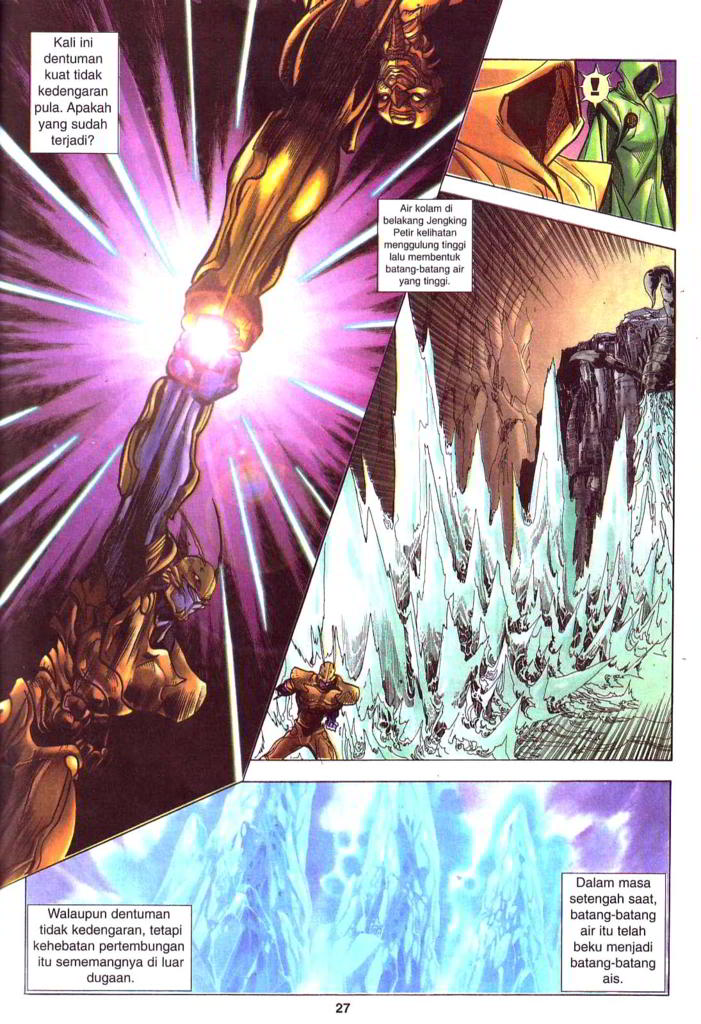 Kali ini
dentuman
kuat tidak
kedengaran
pula. Apakah
yang sudah
terjadi?
!
Air kolam di
belakang Jengking
Petir kelihatan
menggulung tinggi
lalu membentuk
batang-batang air
yang tinggi.
Walaupun dentuman
tidak kedengaran, tetapi
kehebatan pertembungan
itu sememangnya di luar
dugaan.
Dalam masa
setengah saat,
batang-batang
air itu telah
beku menjadi
batang-batang
ais.
27